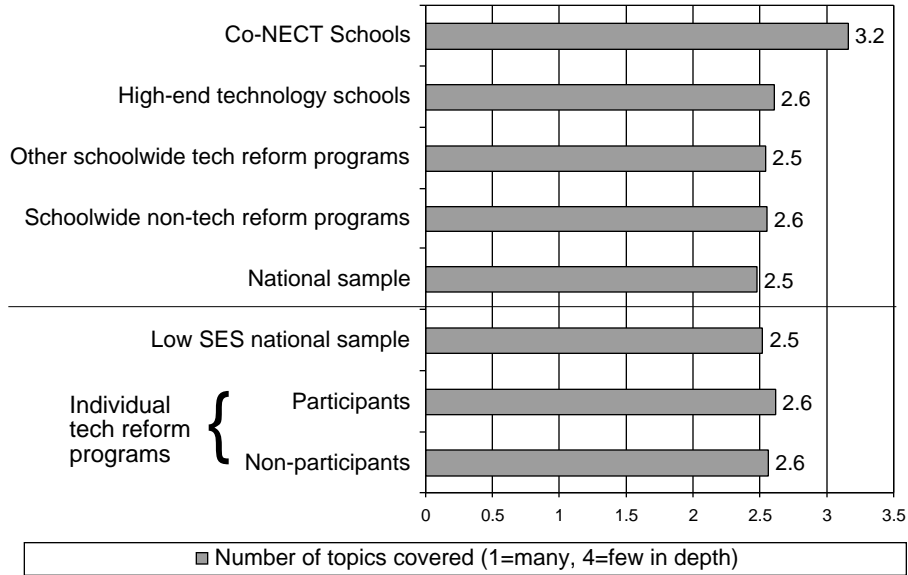 Co-NECT Schools 3.2
High-end technology schools 2.6
Other schoolwide tech reform programs 2.5
Schoolwide non-tech reform programs 2.6
National sample 2.5
Low SES national sample 2.5
Individual
tech reform
programs
{
Participants 2.6
Non-participants 2.6
0 0.5 1 1.5 2 2.5 3 3.5
Number of topics covered (1=many, 4=few in depth)